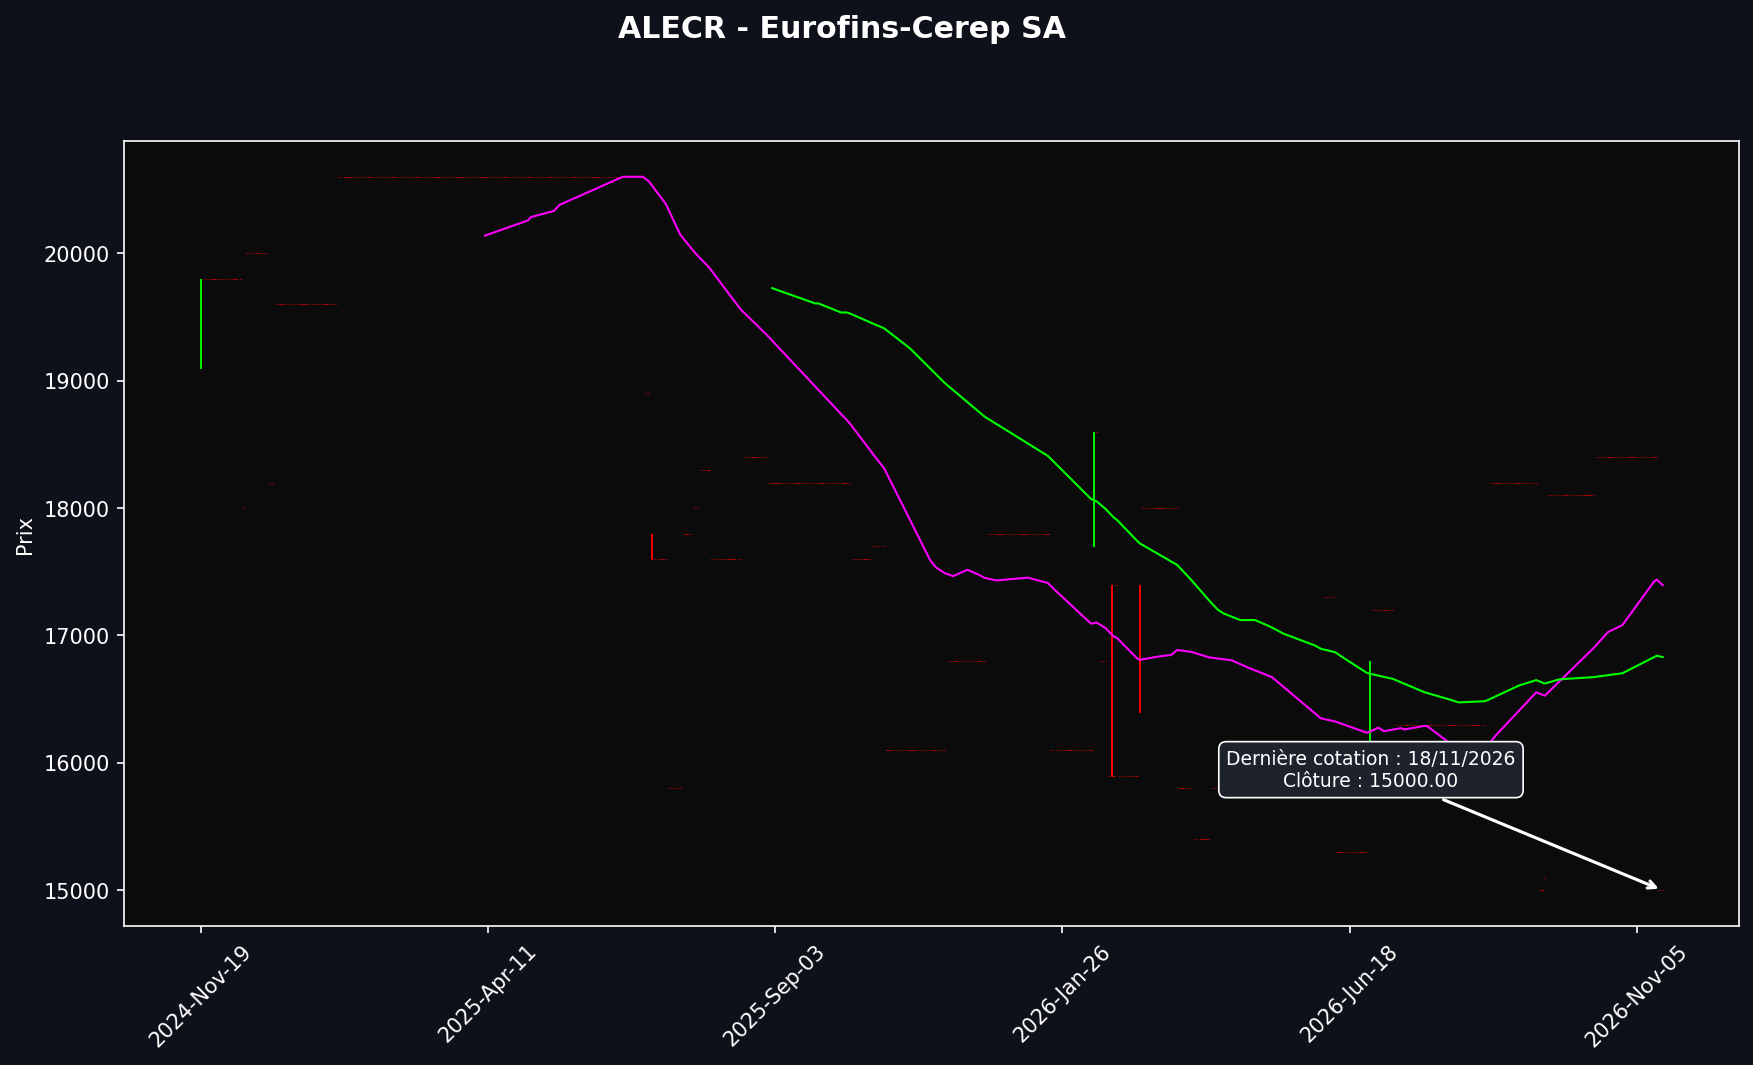 ALECR - Eurofins-Cerep SA
Prix
20000
19000
18000
17000
16000
15000
Dernière cotation : 18/11/2026
Clôture : 15000.00
2024-Nov-19
2025-Apr-11
2025-Sep-03
2026-Jan-26
2026-Jun-18
2026-Nov-05